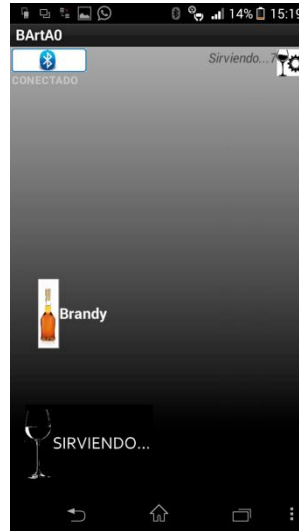 14% 15:19
BArtA0
Sirviendo...7
CONECTADO
Brandy
SIRVIENDO...